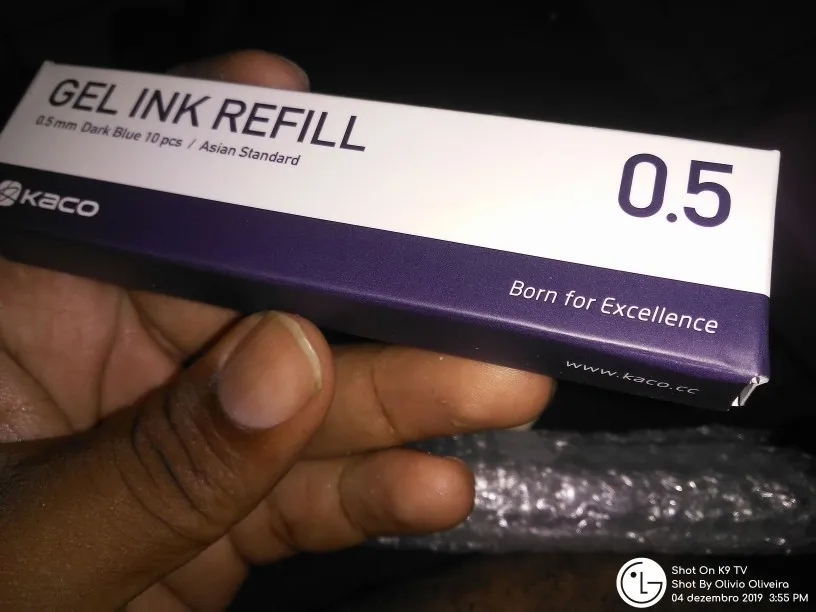 GEL INK REFILL
0.5 mm Dark Blue 10 pcs / Asian Standard
0.5
KACO
Born for Excellence
www.kaco.cc
LG
Shot On K9 TV
Shot By Olivio Oliveira
04 dezembro 2019 3:55 PM